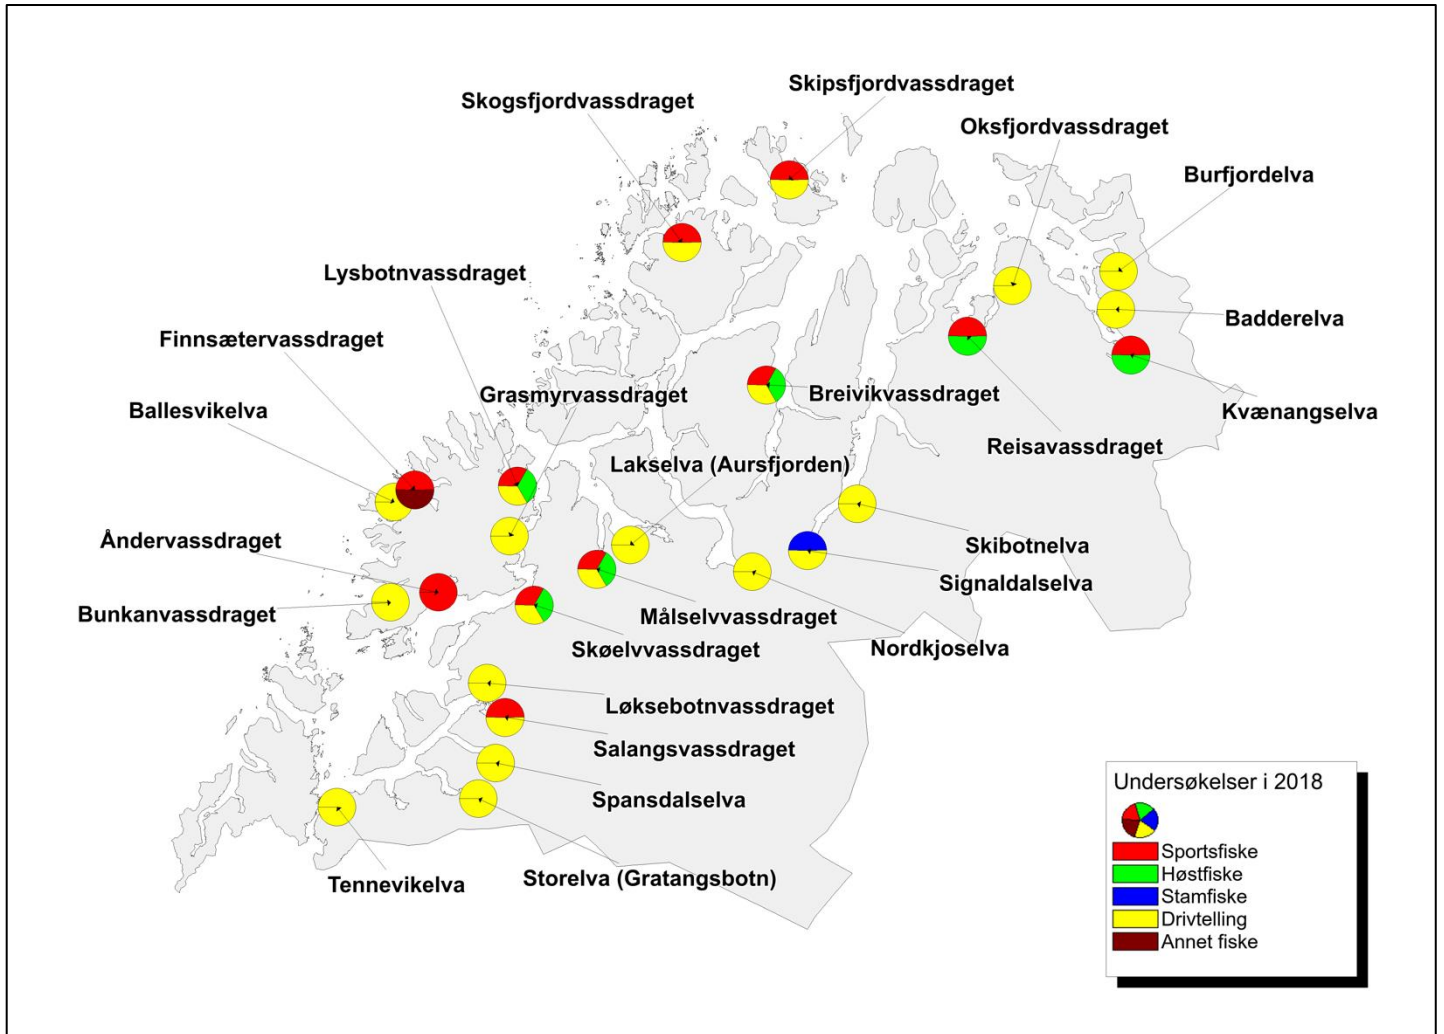 Skipsfjordvassdraget
Skogsfjordvassdraget
Oksfjordvassdraget
Burfjordelva
Lysbotnvassdraget
Badderelva
Finnsætervassdraget
Grasmyrvassdraget
Breivikvassdraget
Ballesvikelva
Kvænangselva
Reisavassdraget
Lakselva (Aursfjorden)
Åndervassdraget
Skibotnelva
Signaldalselva
Bunkanvassdraget
Målselvvassdraget
Skøelvvassdraget
Nordkjoselva
Løksebotnvassdraget
Salangsvassdraget
Spansdalselva
Storelva (Gratangsbotn)
Tennevikelva
Undersøkelser i 2018
Sportsfiske
Høstfiske
Stamfiske
Drivtelling
Annet fiske